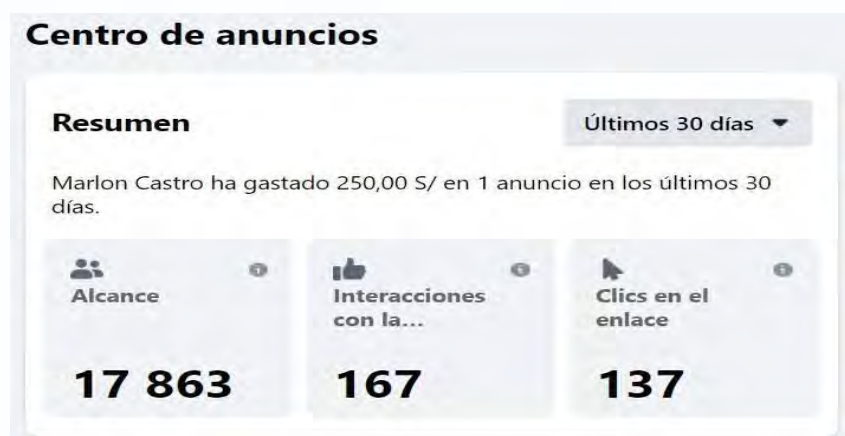 Centro de anuncios
Resumen
Últimos 30 días
Marlon Castro ha gastado 250,00 S/ en 1 anuncio en los últimos 30
días.
Alcance
17 863
Interacciones
con la...
167
Clics en el
enlace
137